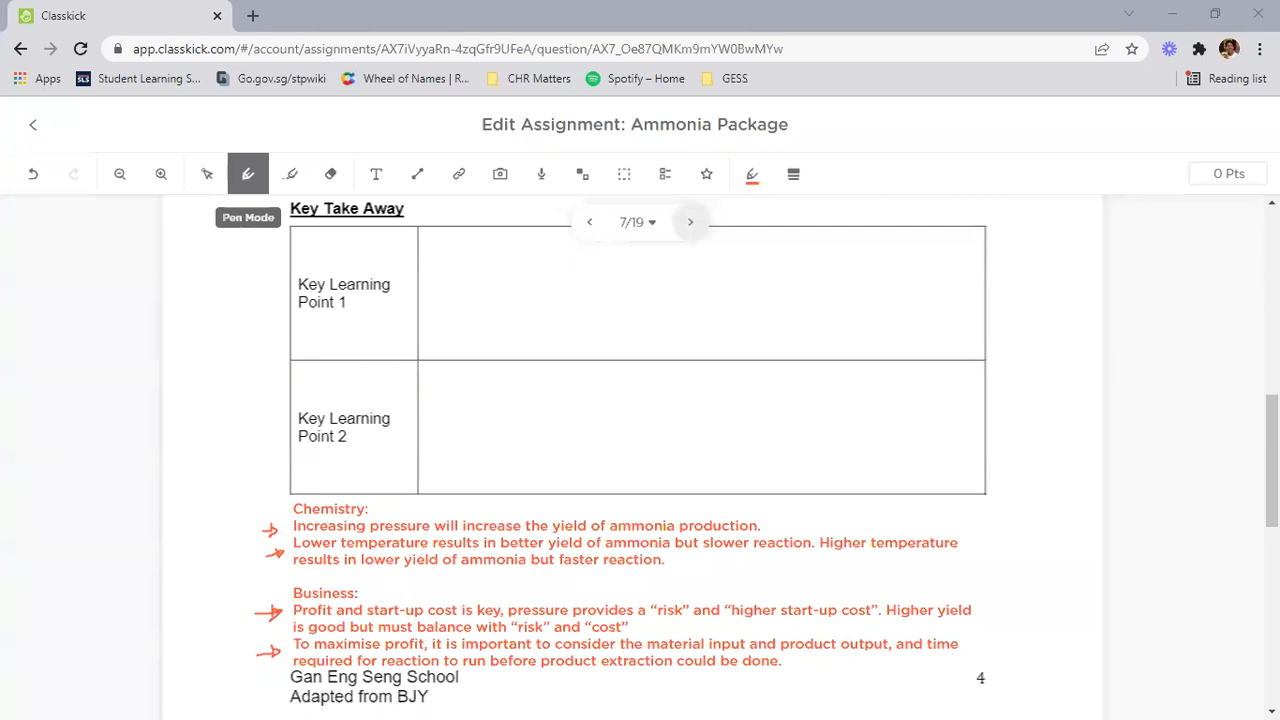 Classkick
app.classkick.com/#/account/assignments/AX7iVyyaRn-4zqGfr9UFeA/question/AX7_Oe87QMKm9mYW0BwMYw
Apps
SLS Student Learning S...
Go.gov.sg/stpwiki
Wheel of Names | R...
CHR Matters
Spotify – Home
GESS
Reading list
Edit Assignment: Ammonia Package
T
0 Pts
Pen Mode
Key Take Away
7/19
Key Learning
Point 1
Key Learning
Point 2
Chemistry:
Increasing pressure will increase the yield of ammonia production.
Lower temperature results in better yield of ammonia but slower reaction. Higher temperature
results in lower yield of ammonia but faster reaction.
Business:
Profit and start-up cost is key, pressure provides a “risk” and “higher start-up cost”. Higher yield
is good but must balance with “risk” and “cost”
To maximise profit, it is important to consider the material input and product output, and time
required for reaction to run before product extraction could be done.
Gan Eng Seng School
4
Adapted from BJY